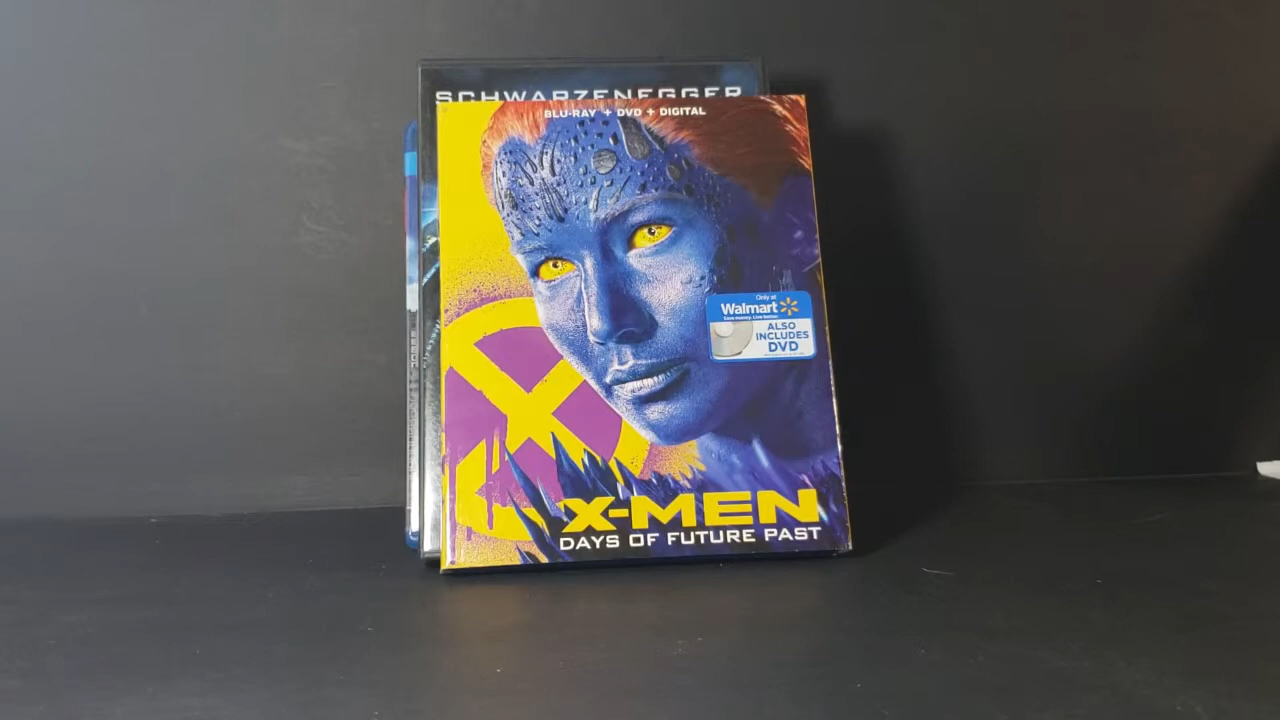 SCHWARZENEGGER
BLU-RAY + DVD + DIGITAL
Only at
Walmart
Save money. Live better.
ALSO
INCLUDES
DVD
X-MEN
DAYS OF FUTURE PAST